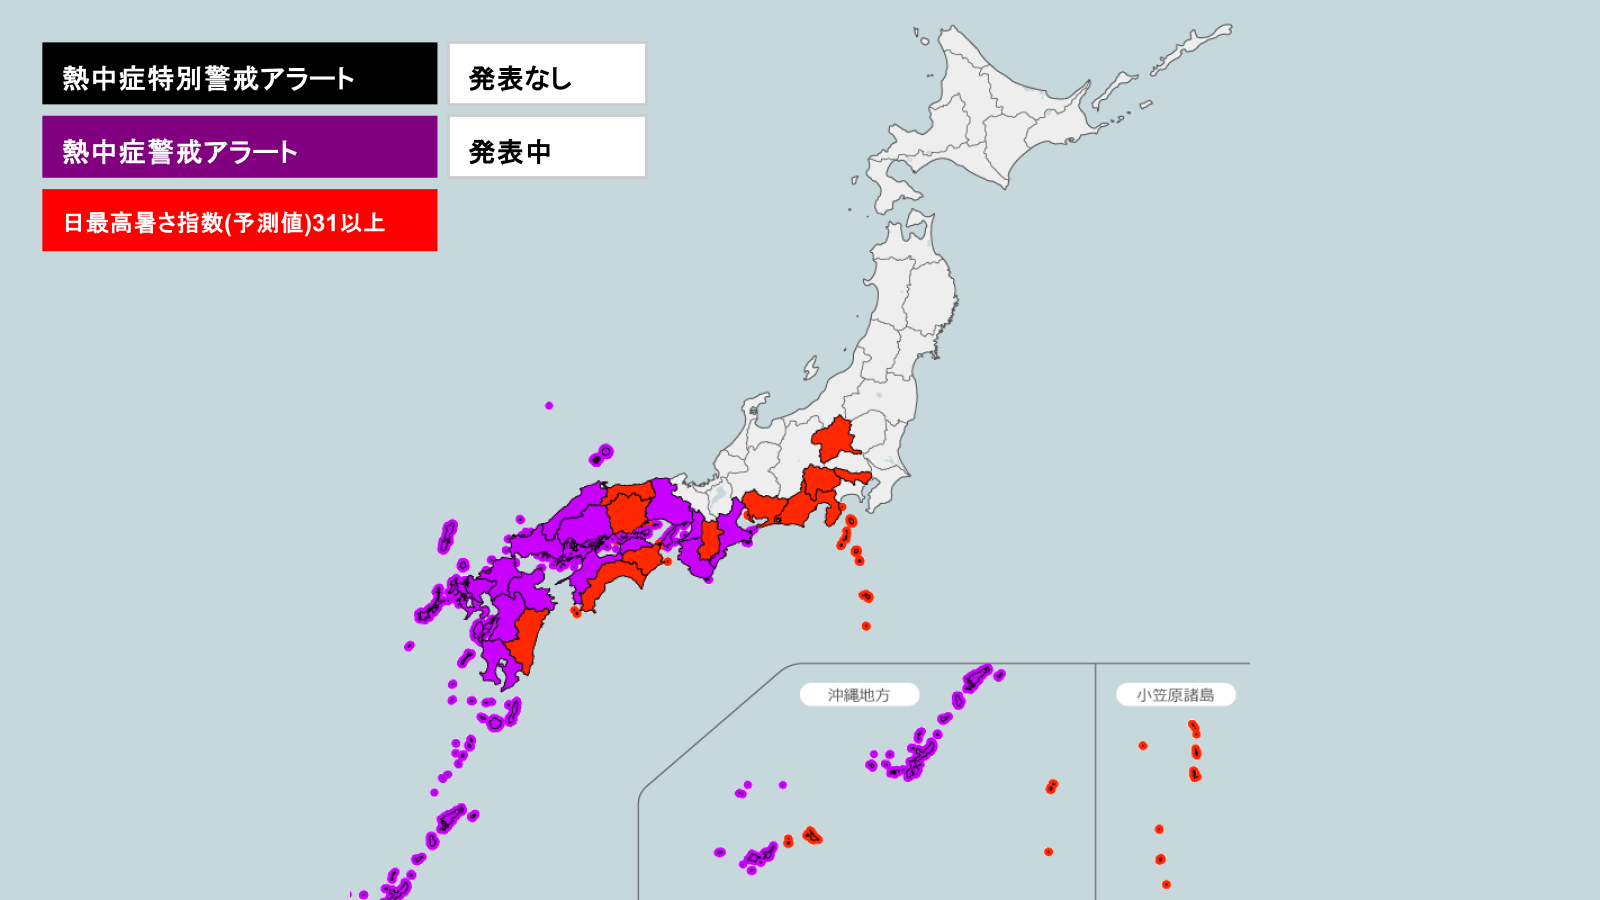 熱中症特別警戒アラート
発表なし
熱中症警戒アラート
発表中
日最高暑さ指数(予測値)31以上
沖縄地方
小笠原諸島